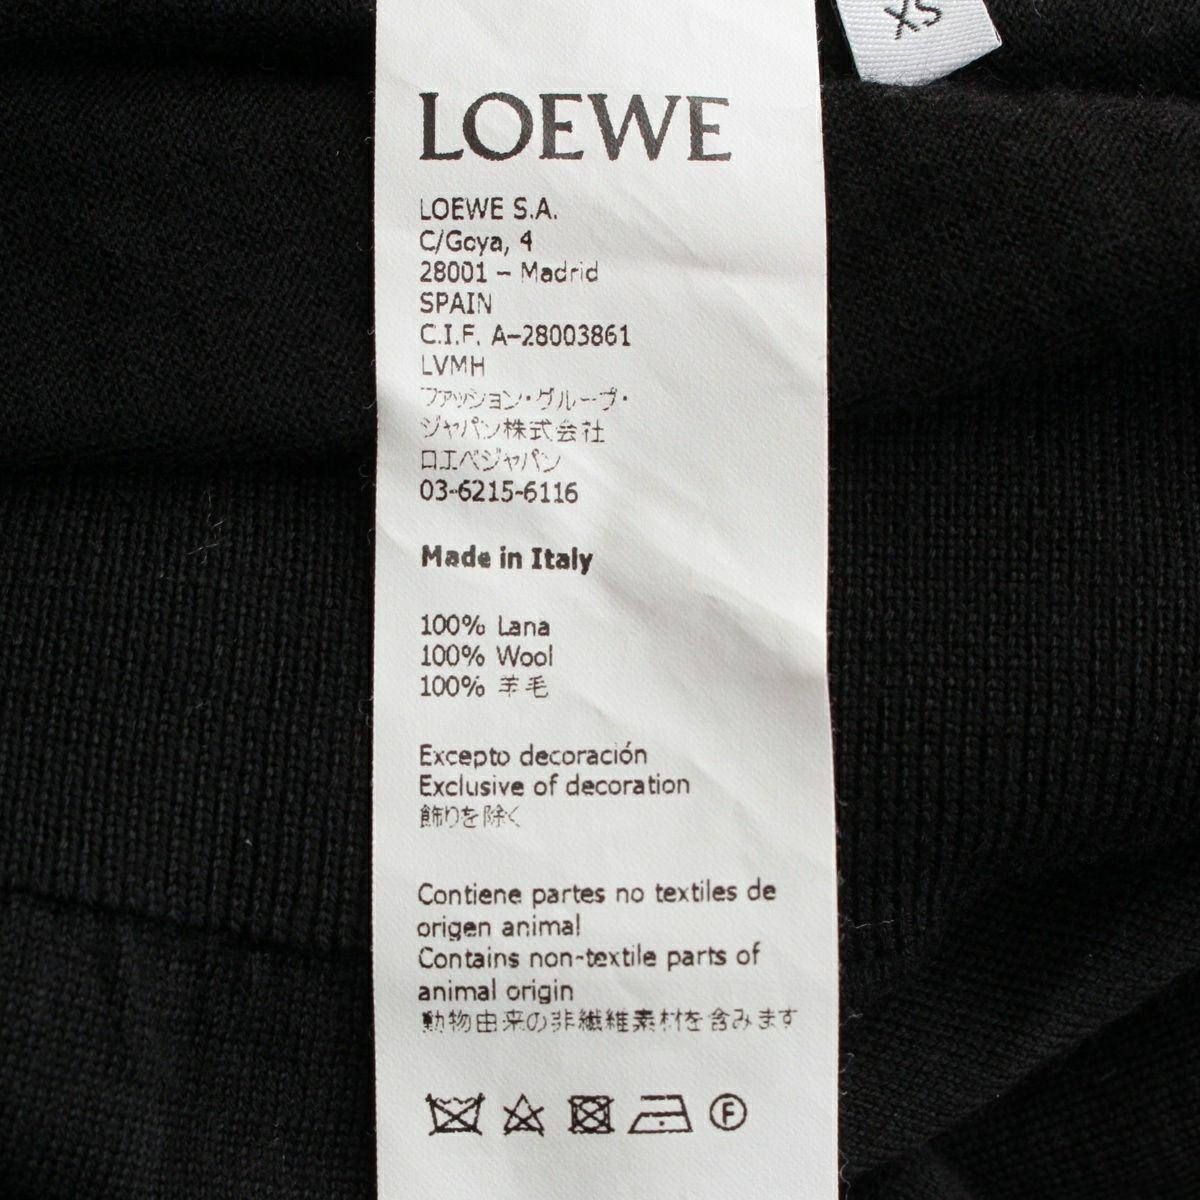 XS
LOEWE
LOEWE S.A.
C/Goya, 4
28001 – Madrid
SPAIN
C.I.F. A-28003861
LVMH
ファッション・グループ・
ジャパン株式会社
ロエベジャパン
03-6215-6116
Made in Italy
100% Lana
100% Wool
100% 羊毛
Excepto decoración
Exclusive of decoration
飾りを除く
Contiene partes no textiles de
origen animal
Contains non-textile parts of
animal origin
動物由来の非繊維素材を含みます
F